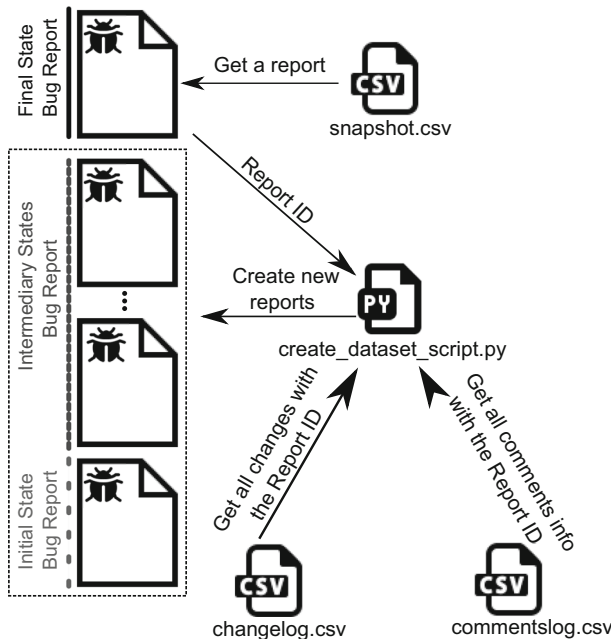 Final State
Bug Report
Get a report
CSV
snapshot.csv
Report ID
Intermediary States
Bug Report
Create new
reports
PY
create_dataset_script.py
Get all changes with
the Report ID
Get all comments info
with the Report ID
Initial State
Bug Report
CSV
changelog.csv
CSV
commentslog.csv